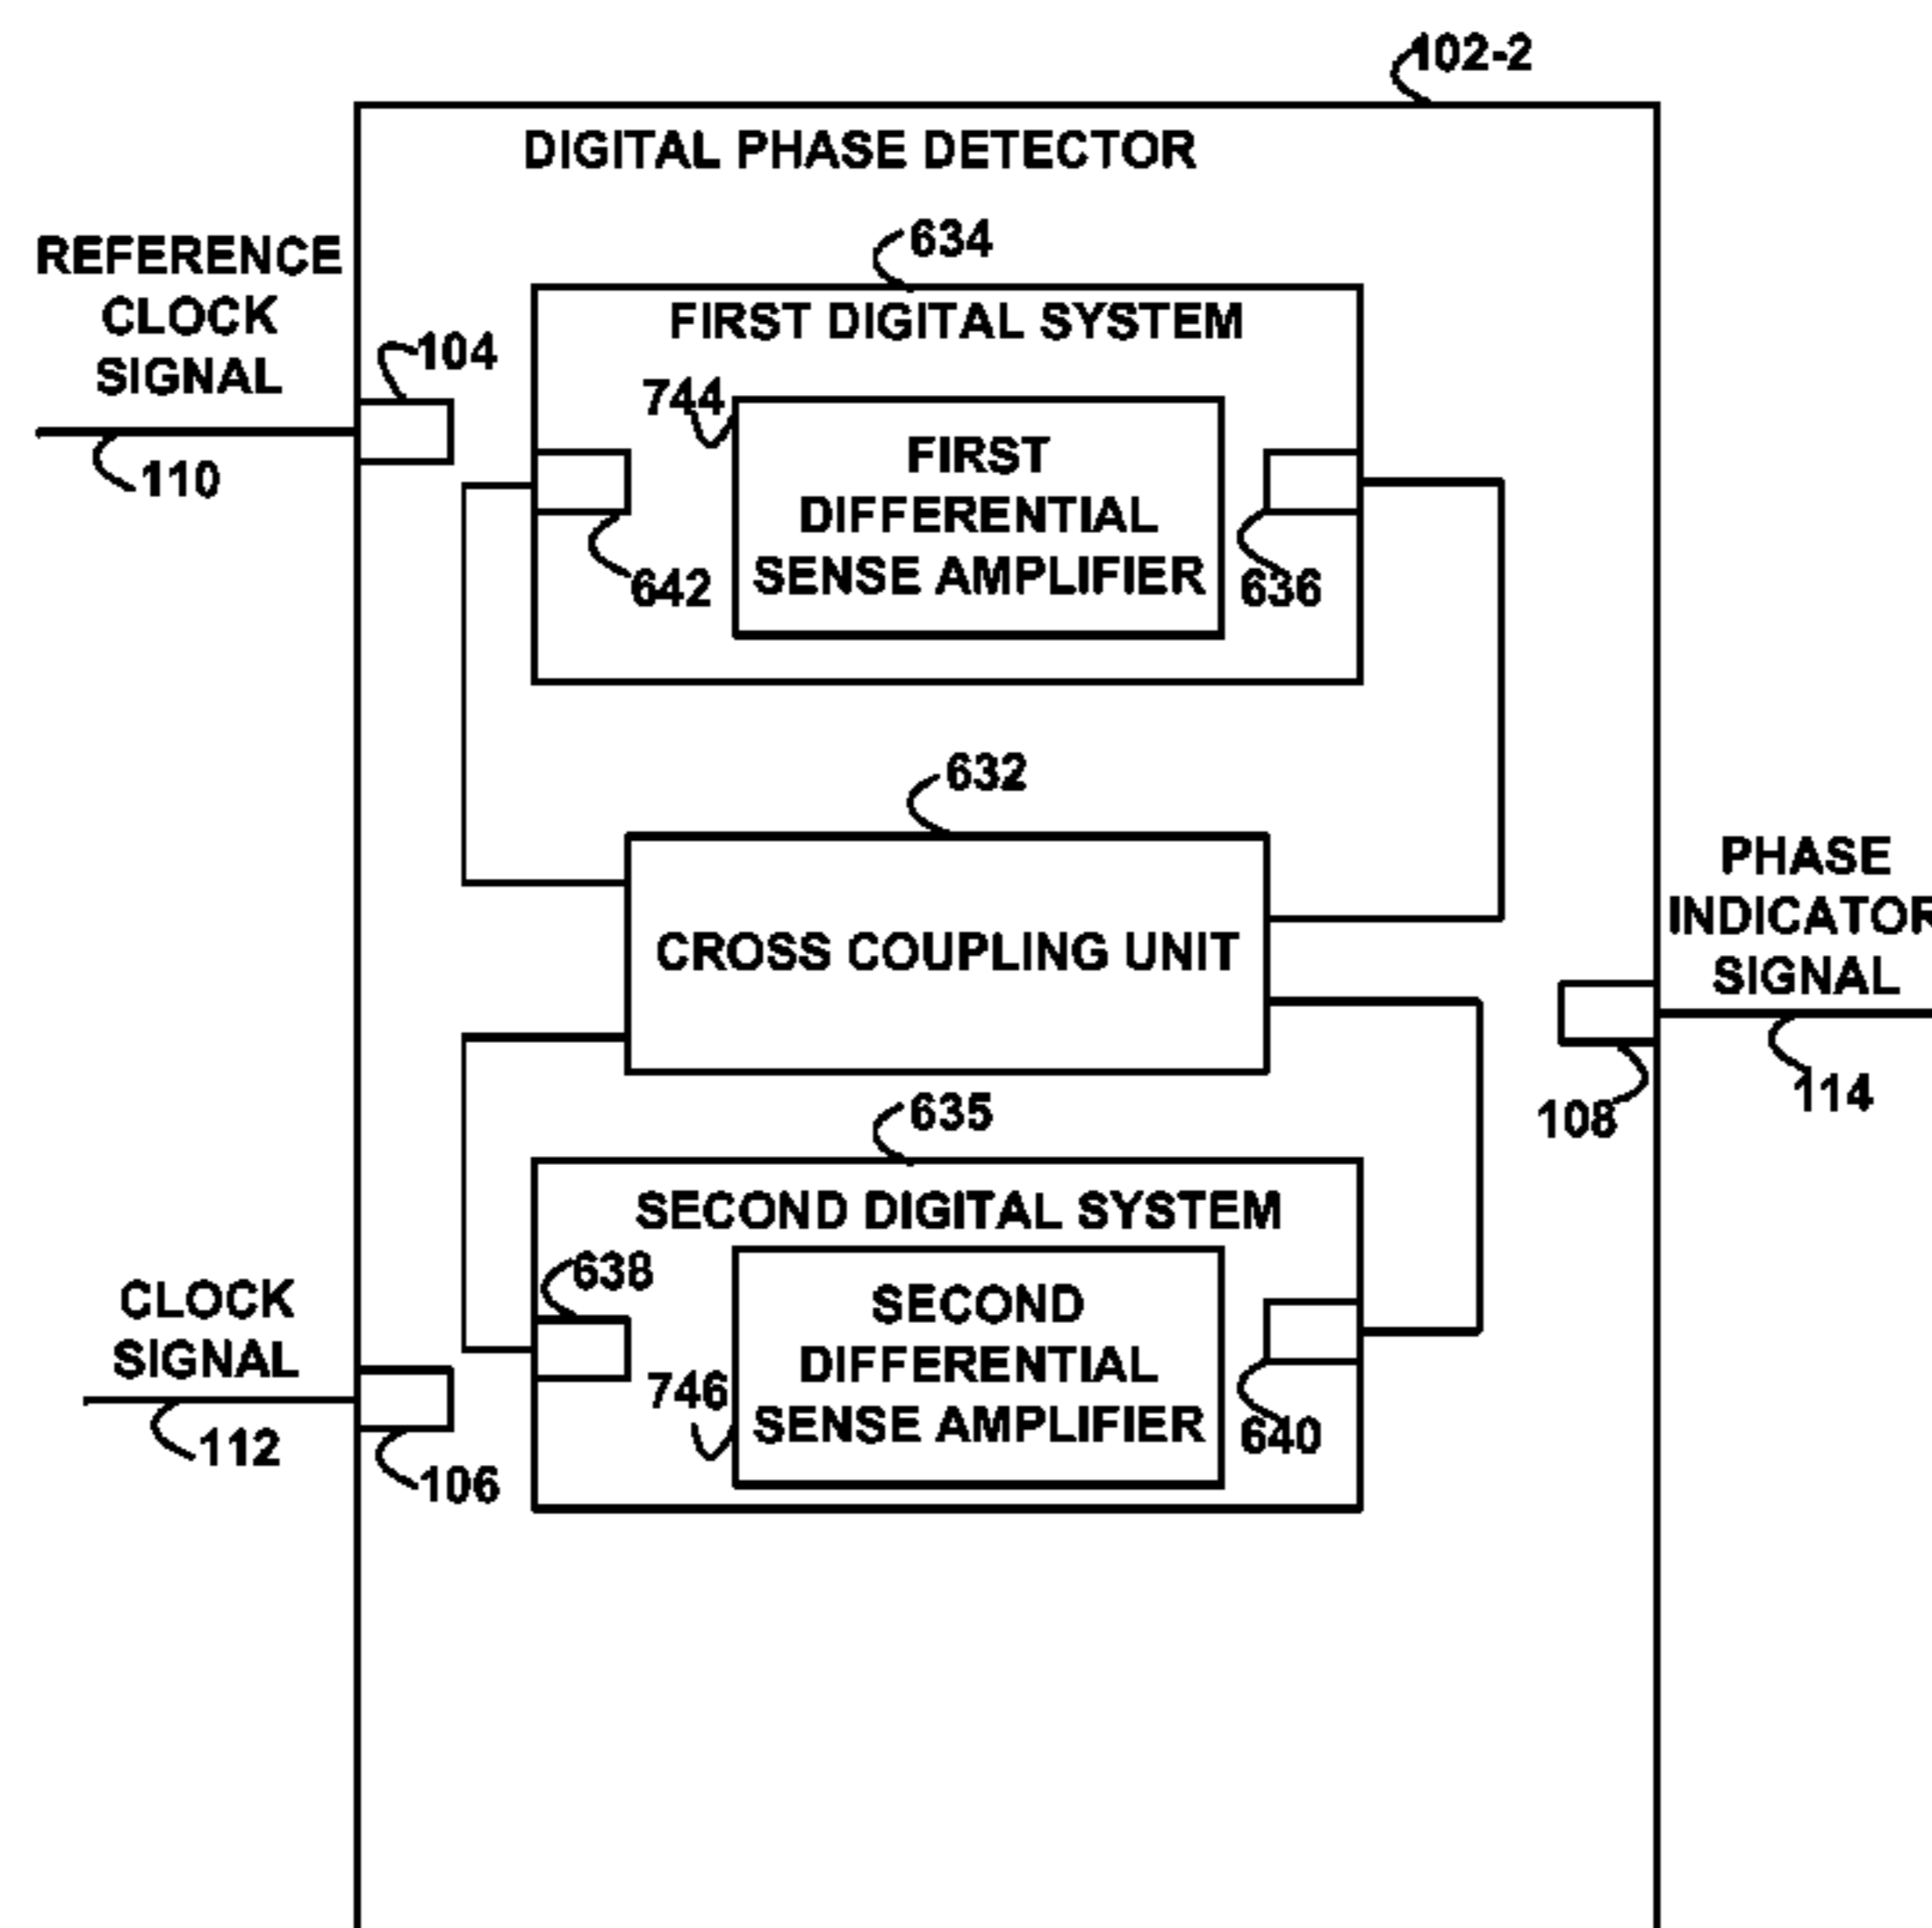 102-2
DIGITAL PHASE DETECTOR
634
REFERENCE
CLOCK
SIGNAL
FIRST DIGITAL SYSTEM
104
744
110
FIRST
DIFFERENTIAL
SENSE AMPLIFIER
642
636
632
CROSS COUPLING UNIT
PHASE
INDICATOR
SIGNAL
108
114
635
SECOND DIGITAL SYSTEM
638
CLOCK
SIGNAL
SECOND
DIFFERENTIAL
SENSE AMPLIFIER
746
640
112
106